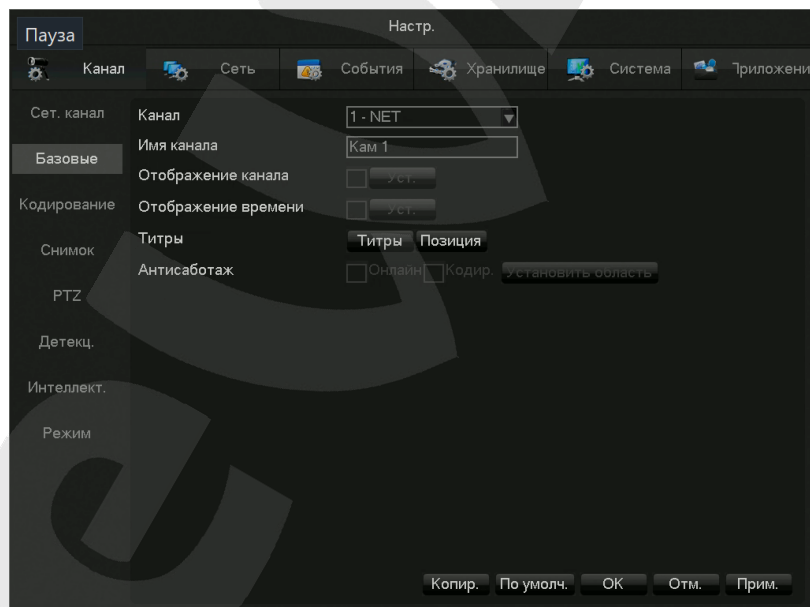 Настр.
Пауза
Канал Сеть События Хранилище Система Приложени
Сет. канал
Базовые
Кодирование
Снимок
PTZ
Детекц.
Интеллект.
Режим
Канал 1 - NET
Имя канала Кам 1
Отображение канала Уст.
Отображение времени Уст.
Титры Титры Позиция
Антисаботаж Онлайн Кодир. Установить область
Копир. По умолч. OK Отм. Прим.